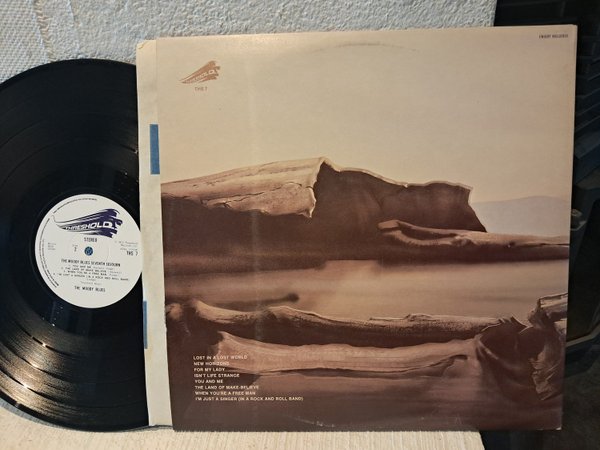 THRESHOLD
THS 7
LOST IN A LOST WORLD
NEW HORIZONS
FOR MY LADY
ISN'T LIFE STRANGE
YOU AND ME
THE LAND OF MAKE-BELIEVE
WHEN YOU'RE A FREE MAN
I'M JUST A SINGER (IN A ROCK AND ROLL BAND)
THRESHOLD
STEREO
2
THS 7
THE MOODY BLUES SEVENTH SOJOURN
THE MOODY BLUES